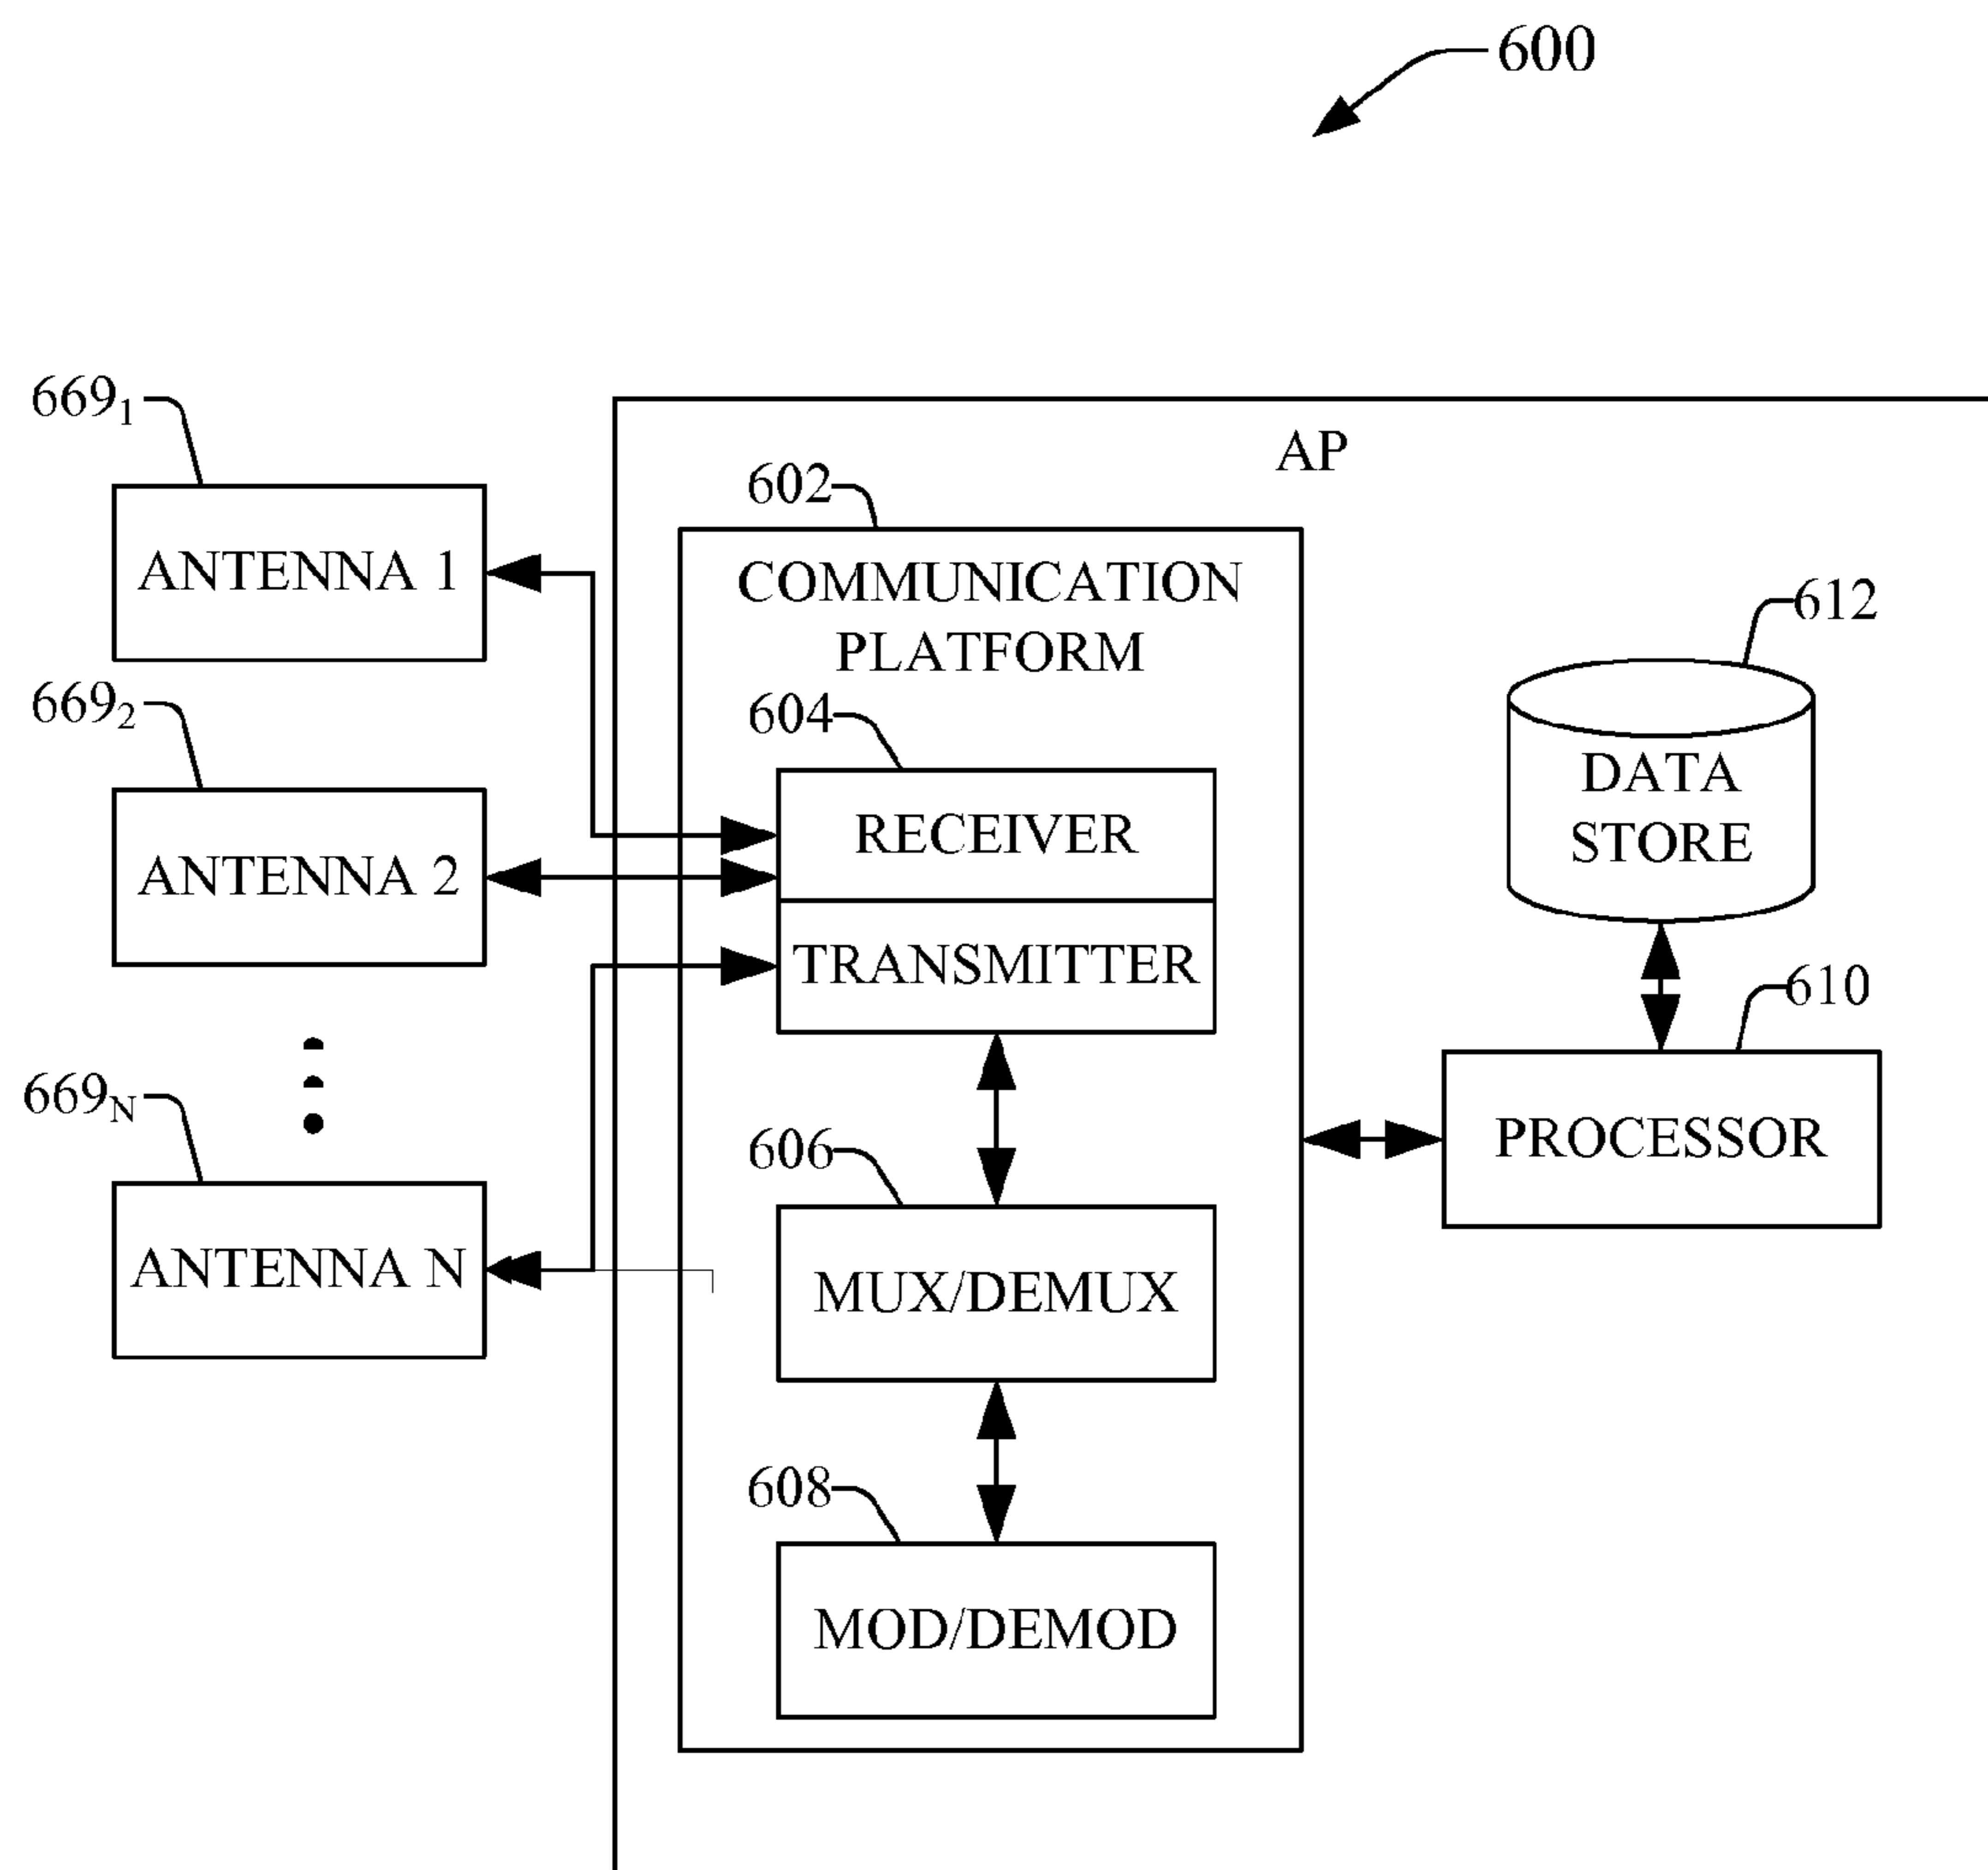 600
669₁
AP
602
ANTENNA 1
COMMUNICATION
PLATFORM
612
669₂
604
DATA
STORE
RECEIVER
ANTENNA 2
TRANSMITTER
610
669N
606
PROCESSOR
ANTENNA N
MUX/DEMUX
608
MOD/DEMOD